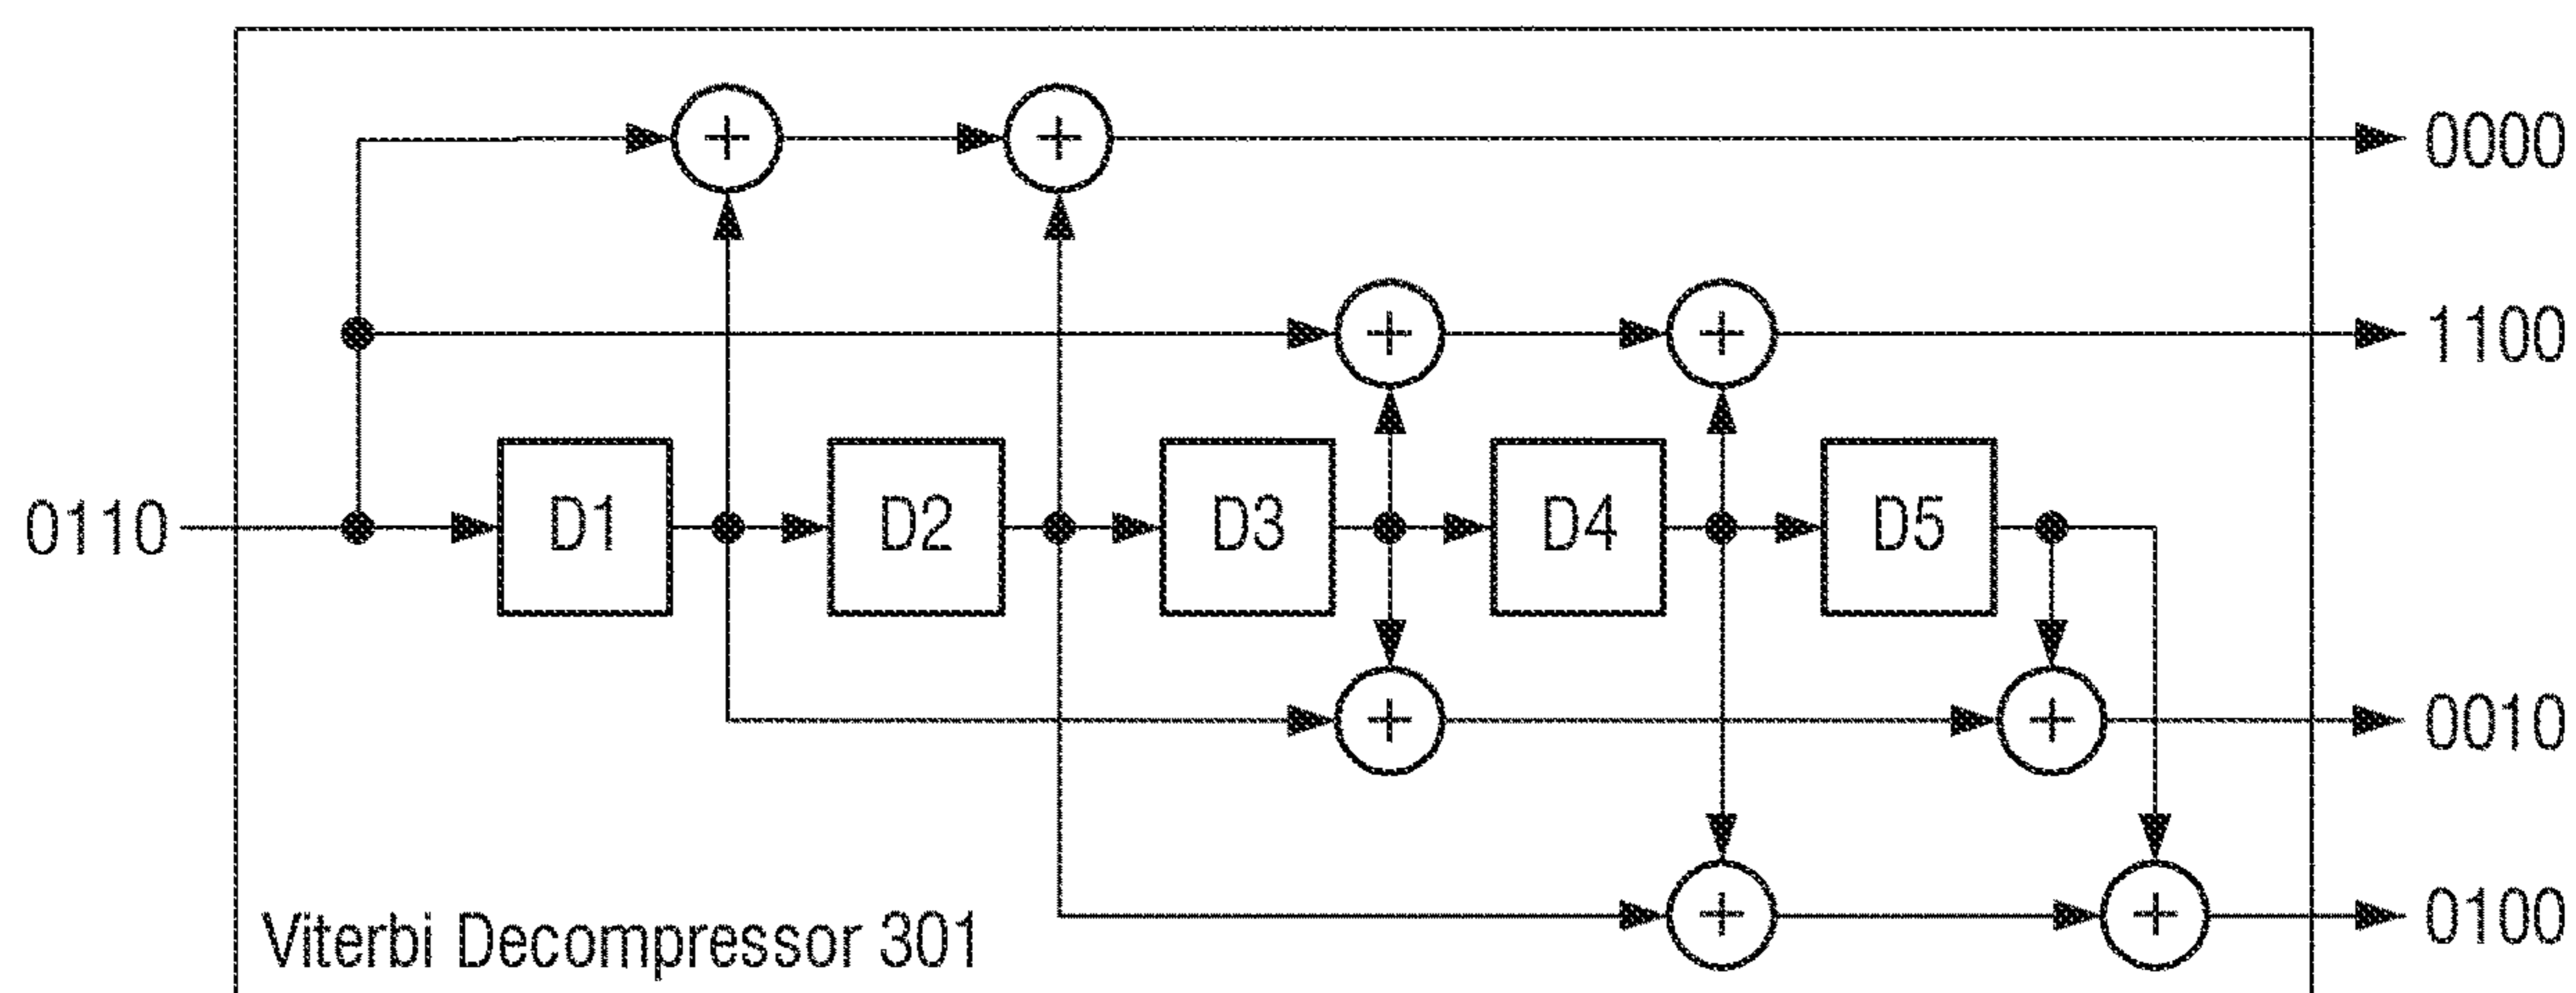 0000
1100
0110
D1 D2 D3 D4 D5
0010
0100
Viterbi Decompressor 301